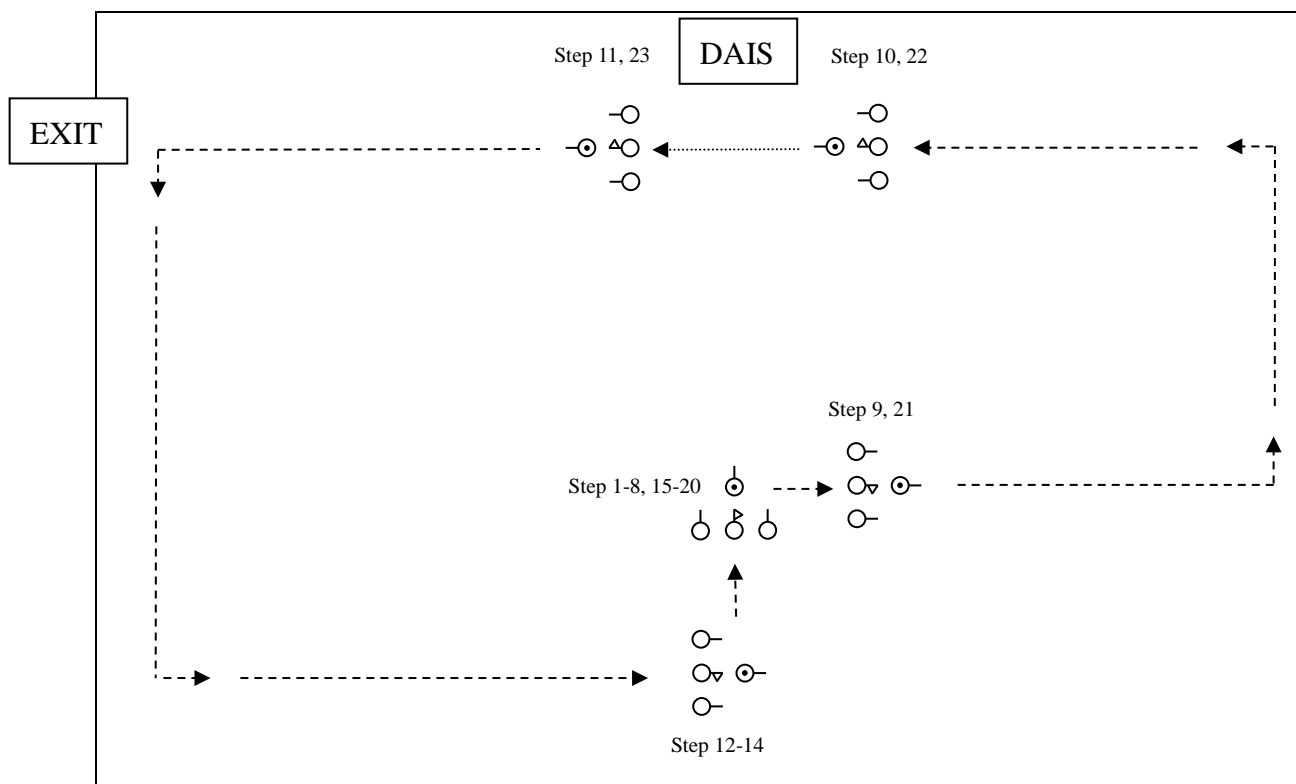 Step 11, 23
DAIS
Step 10, 22
EXIT
Step 9, 21
Step 1-8, 15-20
Step 12-14